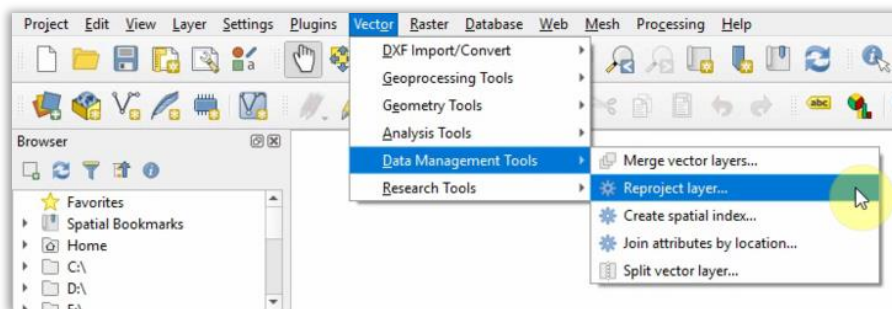 Project Edit View Layer Settings Plugins Vector Raster Database Web Mesh Processing Help
DXF Import/Convert
Geoprocessing Tools
Geometry Tools
abc
Analysis Tools
Browser
Data Management Tools
Merge vector layers...
Research Tools
Reproject layer...
Favorites
Create spatial index...
Spatial Bookmarks
Join attributes by location...
Home
C:\
Split vector layer...
D:\